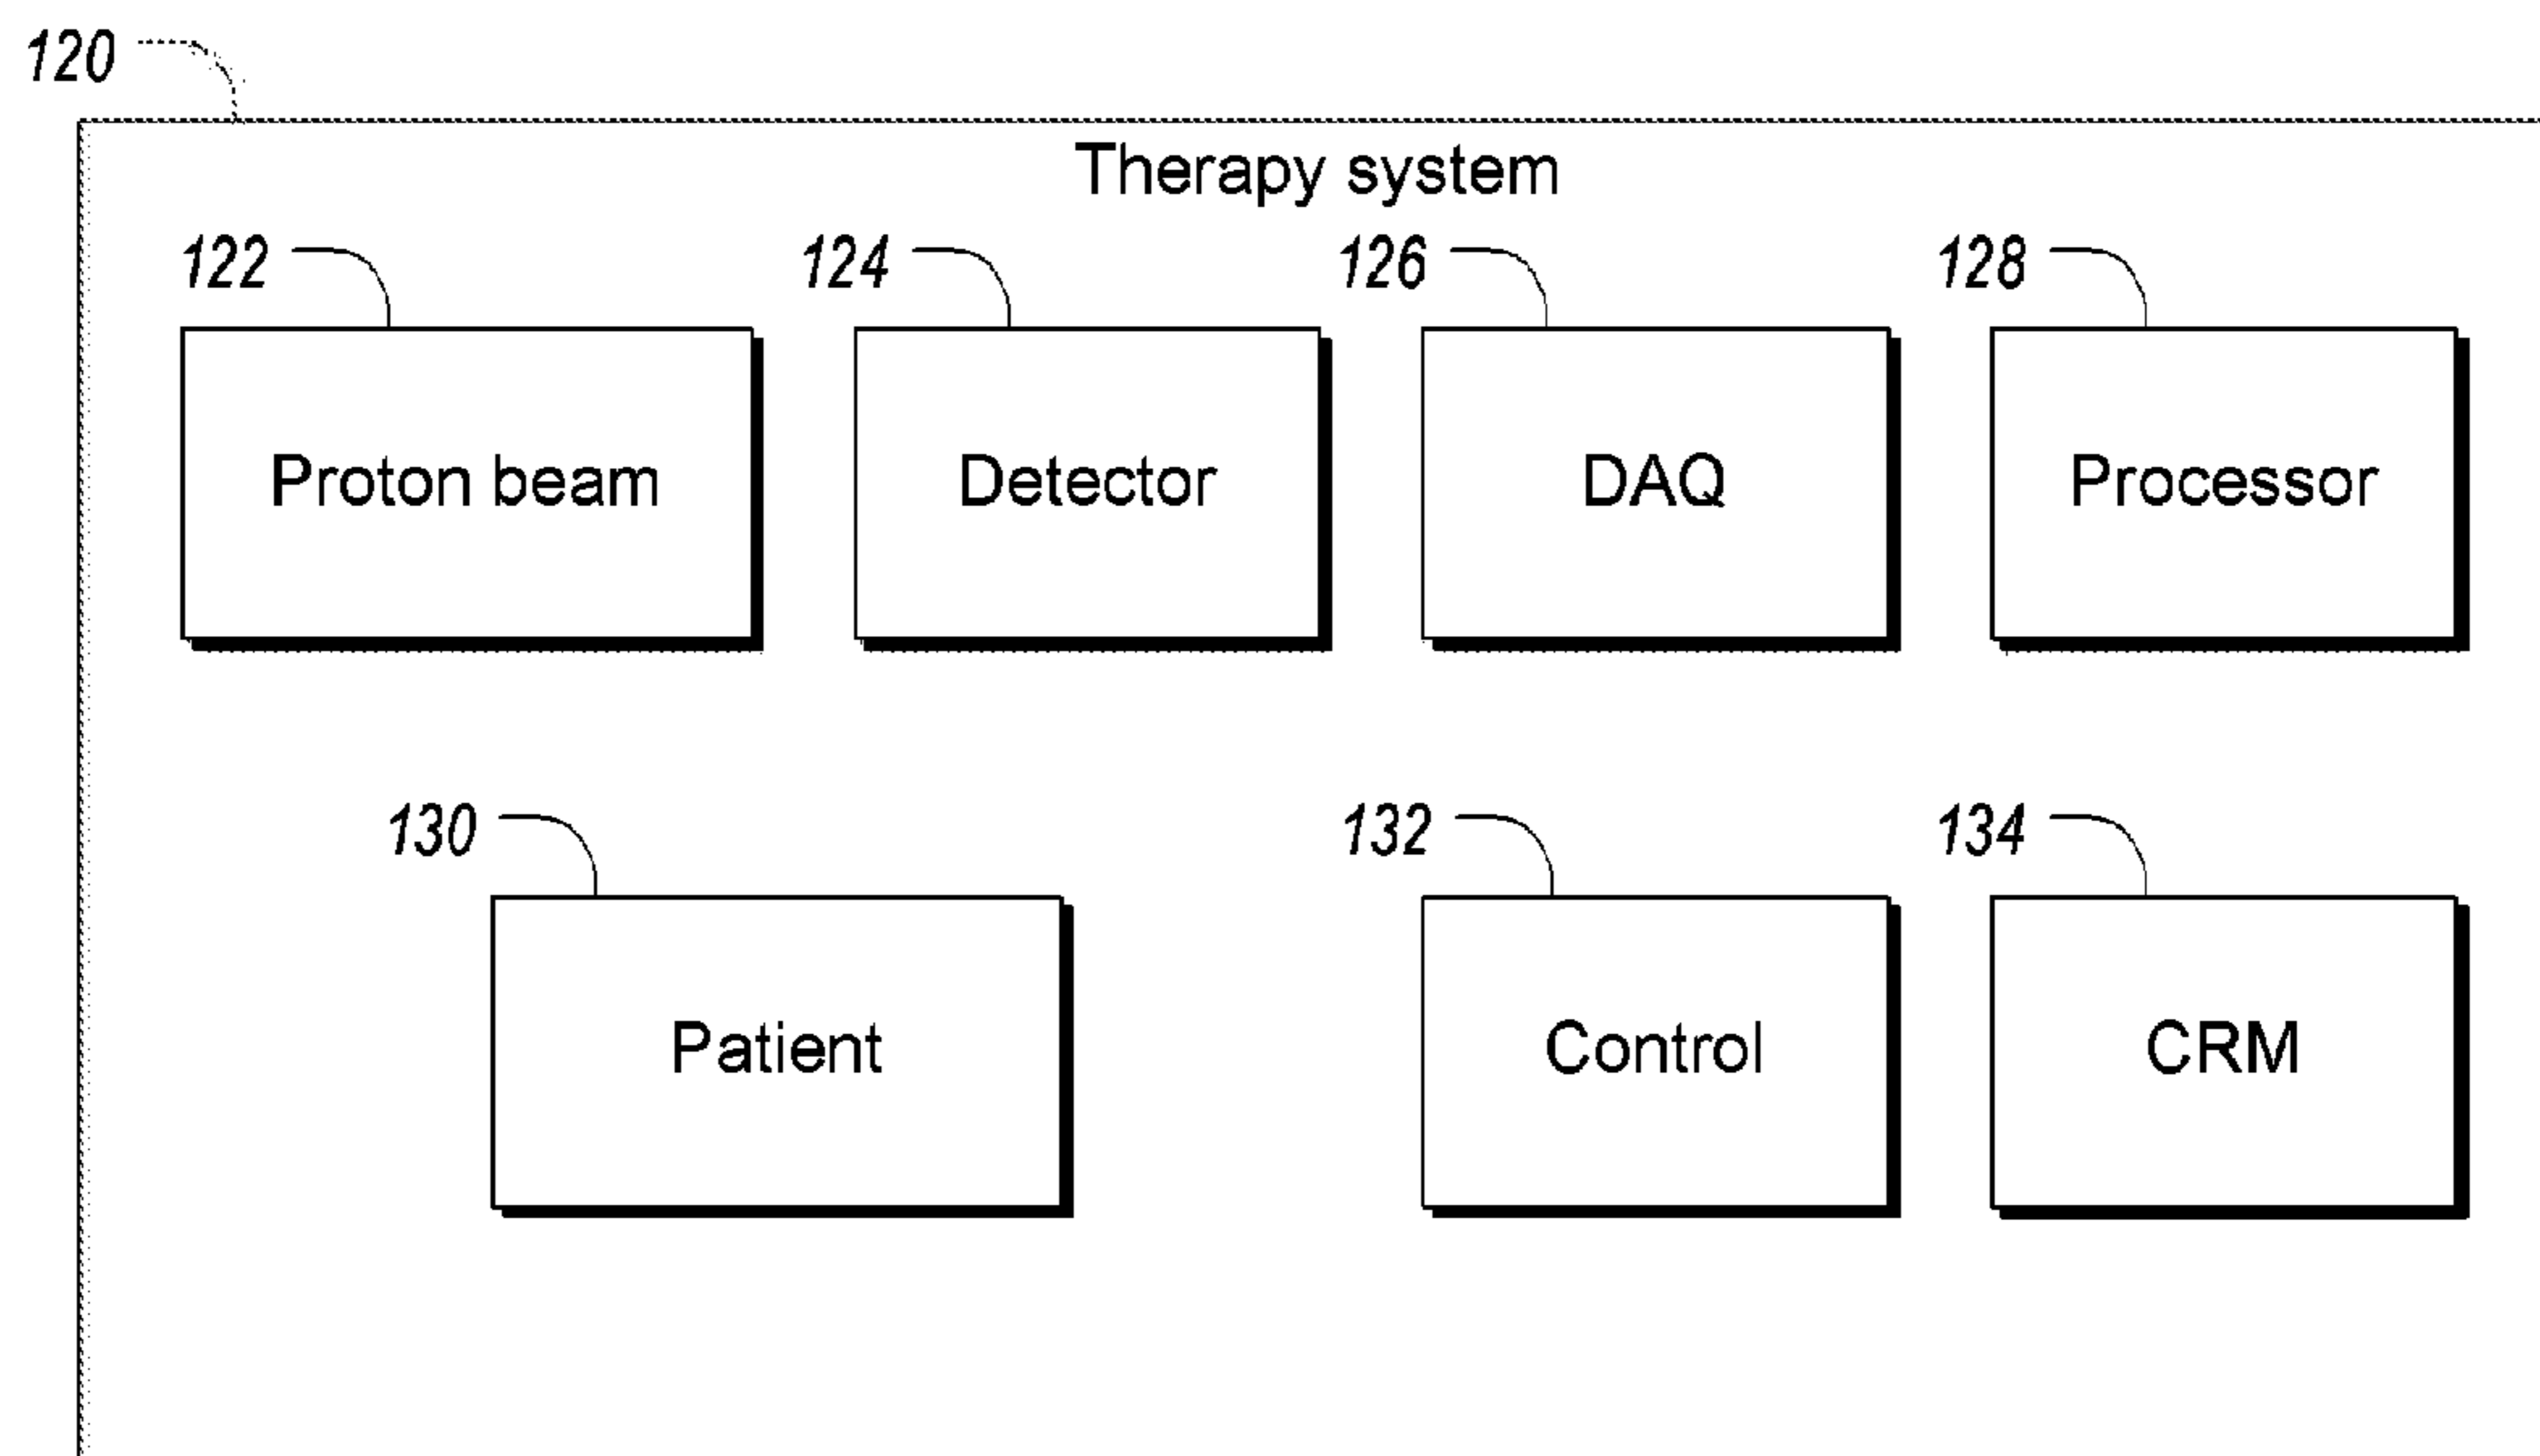 120
Therapy system
122 124 126 128
Proton beam Detector DAQ Processor
130 132 134
Patient Control CRM